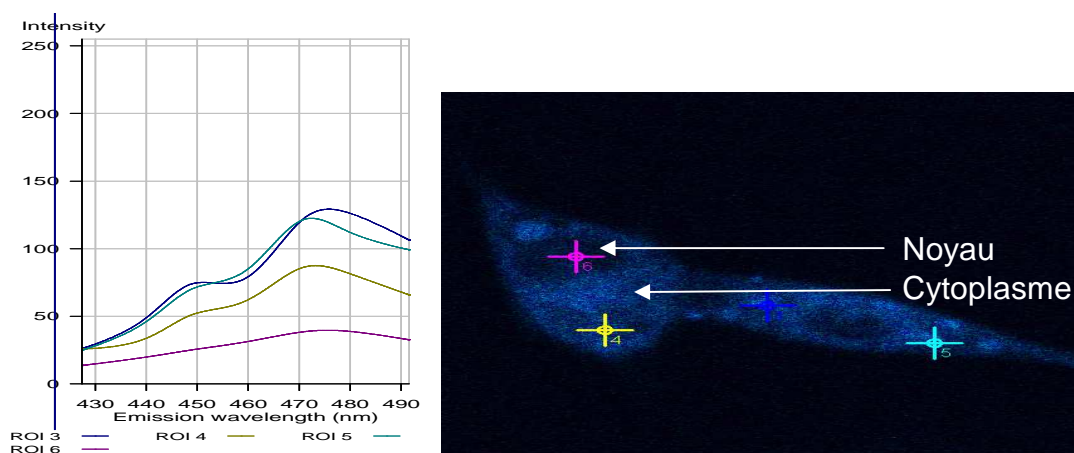 Intensity
250
200
150
100
50
0
430 440 450 460 470 480 490
Emission wavelength (nm)
ROI 3 ROI 4 ROI 5
ROI 6
Noyau
Cytoplasme
6
4
5